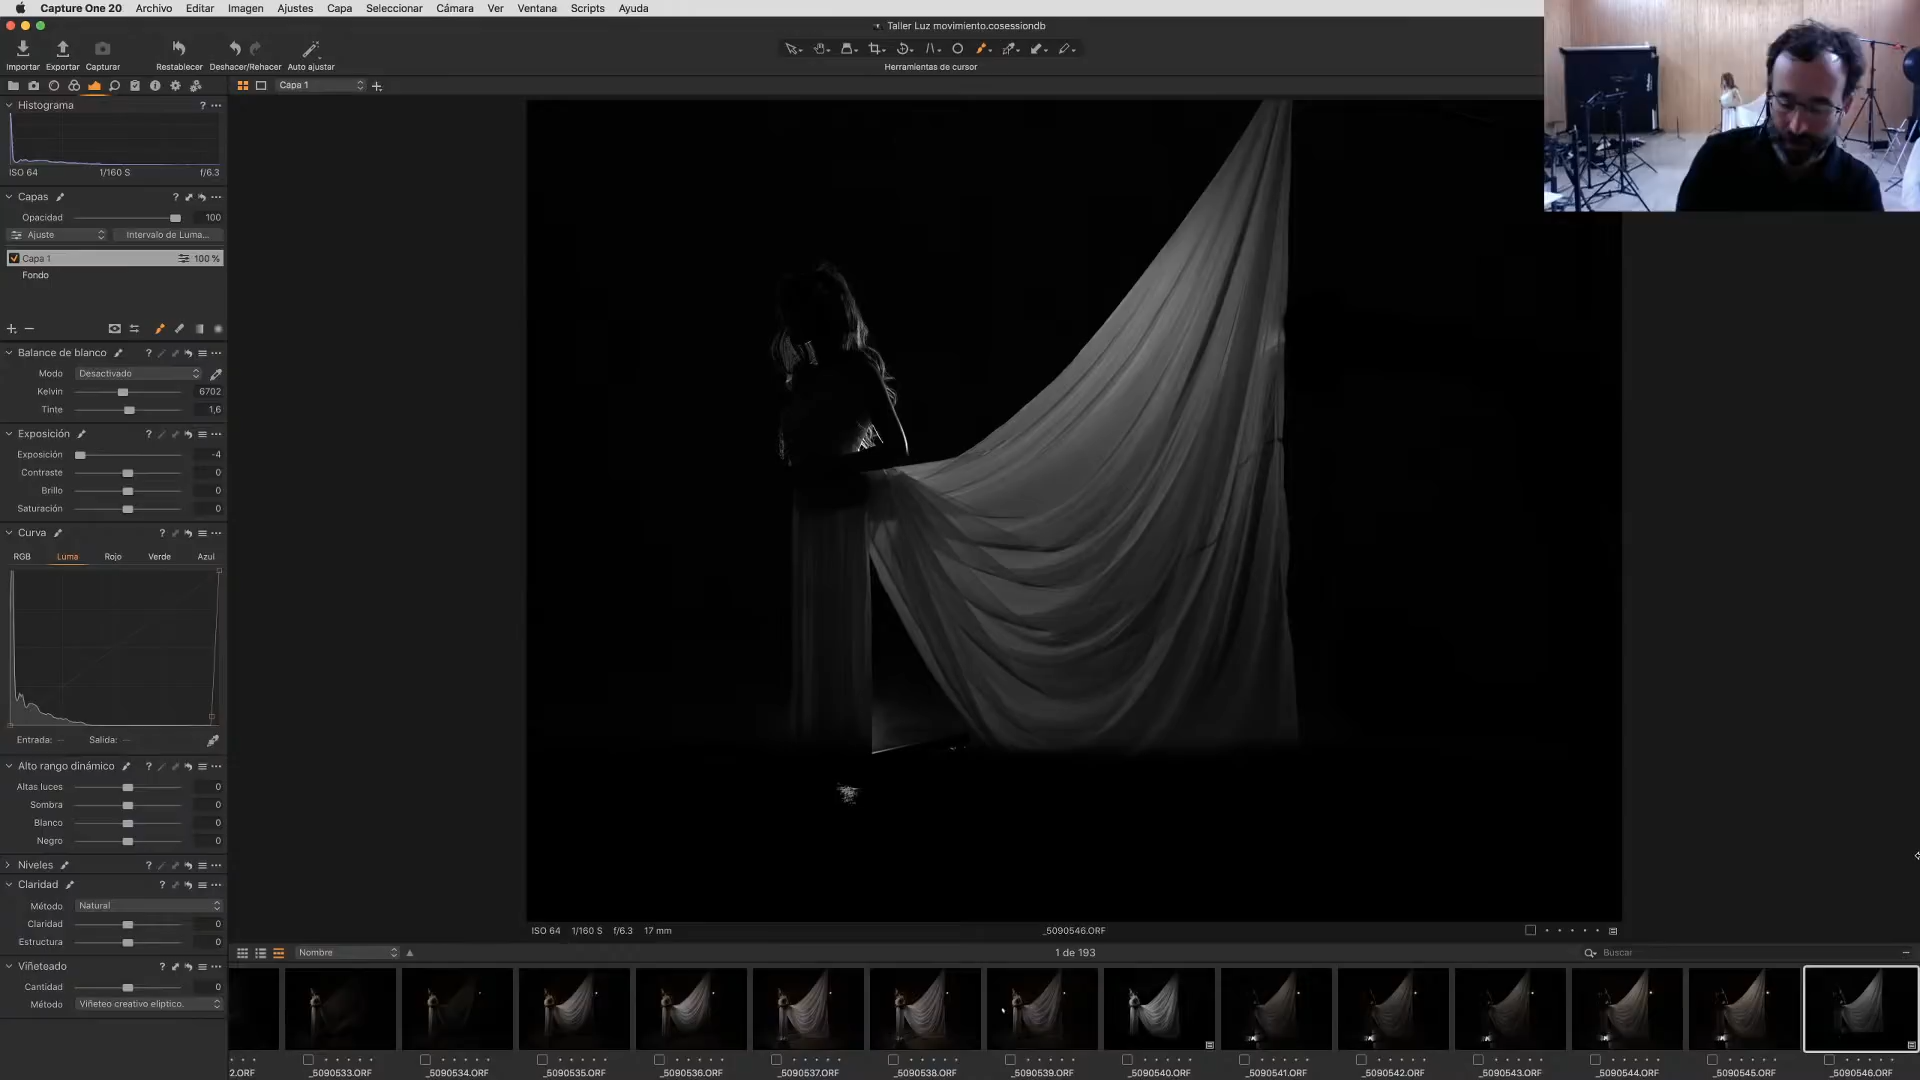 Capture One 20 Archivo Editar Imagen Ajustes Capa Seleccionar Cámara Ver Ventana Scripts Ayuda
Taller Luz movimiento.cosessiondb
Importar Exportar Capturar Restablecer Deshacer/Rehacer Auto ajustar Herramientas de cursor
Capa 1
Histograma ?
ISO 64 1/160 S f/6.3
Capas ?
Opacidad 100
Ajuste Intervalo de Luma...
Capa 1 100 %
Fondo
Balance de blanco ?
Modo Desactivado
Kelvin 6702
Tinte 1,6
Exposición ?
Exposición -4
Contraste 0
Brillo 0
Saturación 0
Curva ?
RGB Luma Rojo Verde Azul
Entrada: -- Salida: --
Alto rango dinámico ?
Altas luces 0
Sombra 0
Blanco 0
Negro 0
Niveles ?
Claridad ?
Método Natural
Claridad 0
Estructura 0
Viñeteado ?
Cantidad 0
Método Viñeteo creativo elíptico.
ISO 64 1/160 S f/6.3 17 mm _5090546.ORF
Nombre 1 de 193 Buscar
2.ORF _5090533.ORF _5090534.ORF _5090535.ORF _5090536.ORF _5090537.ORF _5090538.ORF _5090539.ORF _5090540.ORF _5090541.ORF _5090542.ORF _5090543.ORF _5090544.ORF _5090545.ORF _5090546.ORF